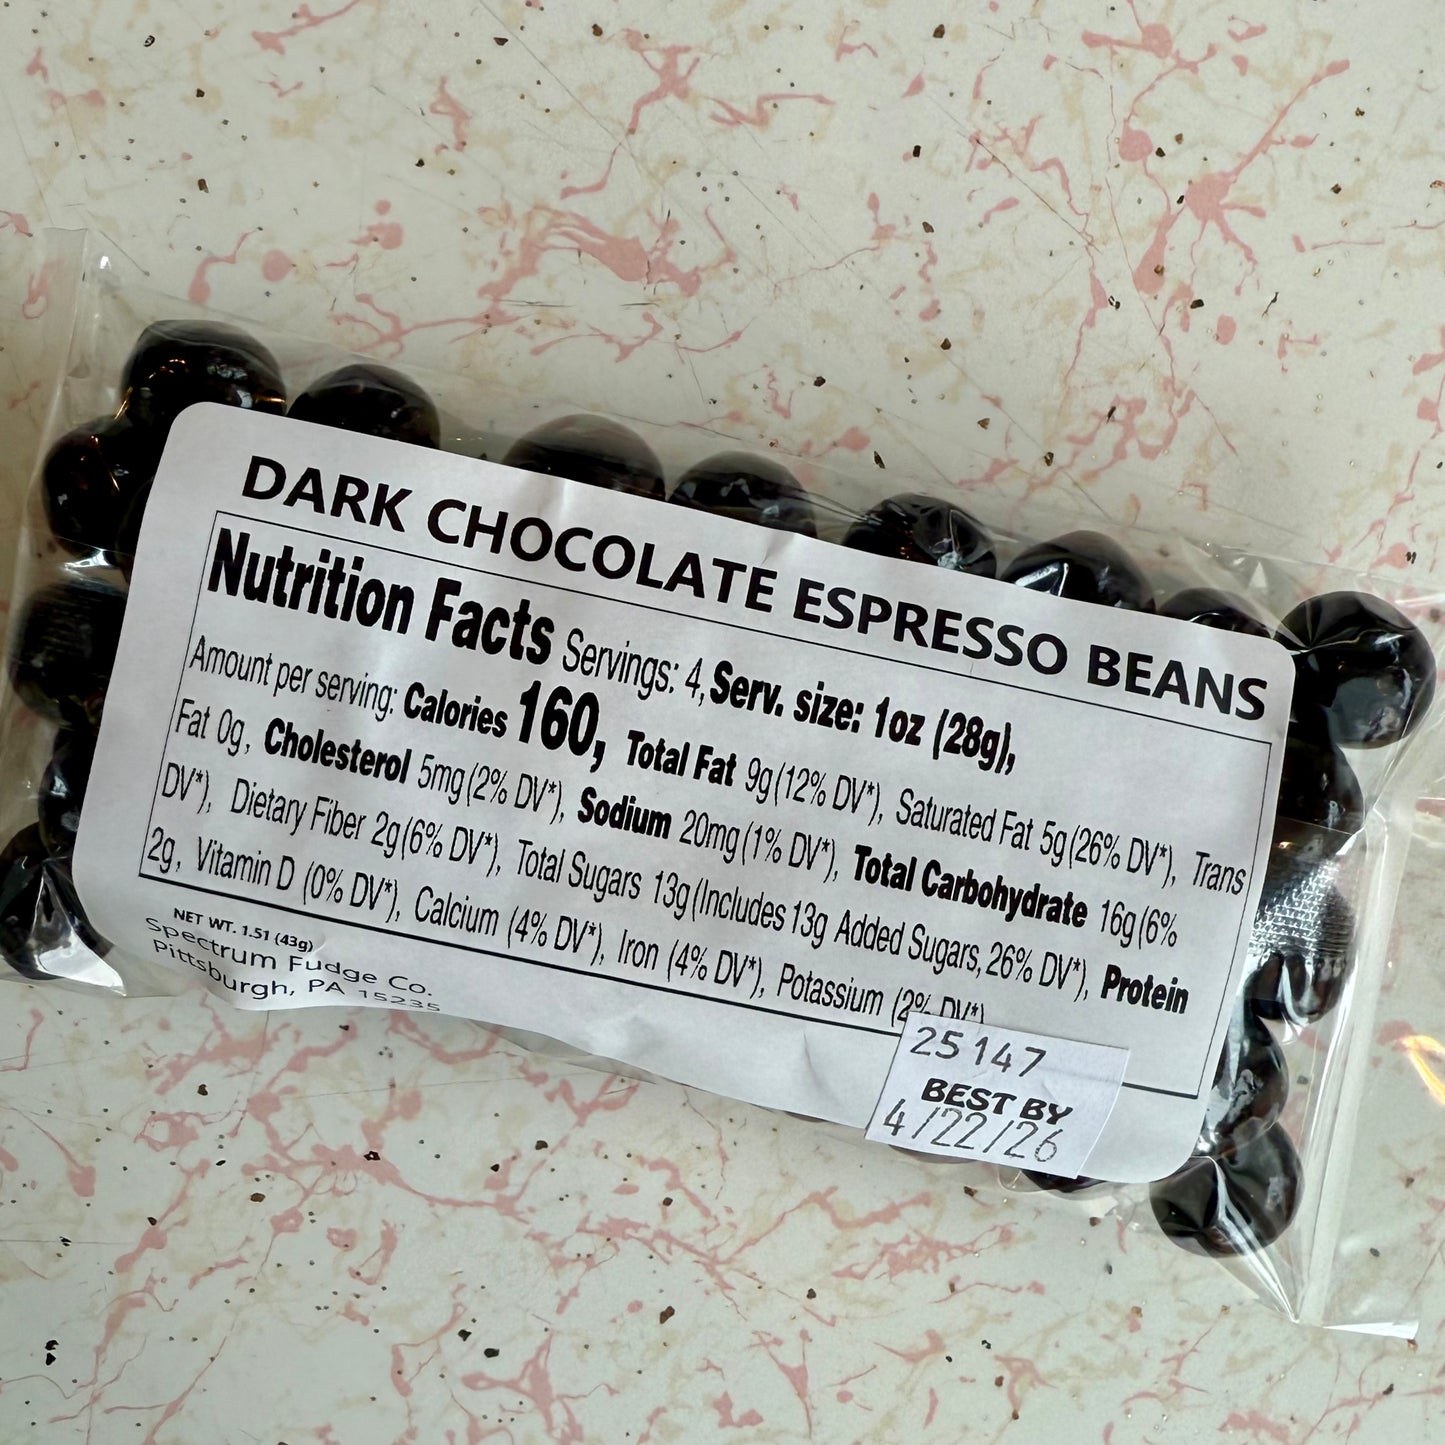 DARK CHOCOLATE ESPRESSO BEANS
Nutrition Facts Servings: 4, Serv. size: 1oz (28g),
Amount per serving: Calories 160, Total Fat 9g (12% DV*), Saturated Fat 5g (26% DV*), Trans
Fat 0g, Cholesterol 5mg (2% DV*), Sodium 20mg (1% DV*), Total Carbohydrate 16g (6%
DV*), Dietary Fiber 2g (6% DV*), Total Sugars 13g (Includes 13g Added Sugars, 26% DV*), Protein
2g, Vitamin D (0% DV*), Calcium (4% DV*), Iron (4% DV*), Potassium (2% DV*)
NET WT. 1.51 (43g)
Spectrum Fudge Co.
Pittsburgh, PA 15235
25147
BEST BY
4/22/26